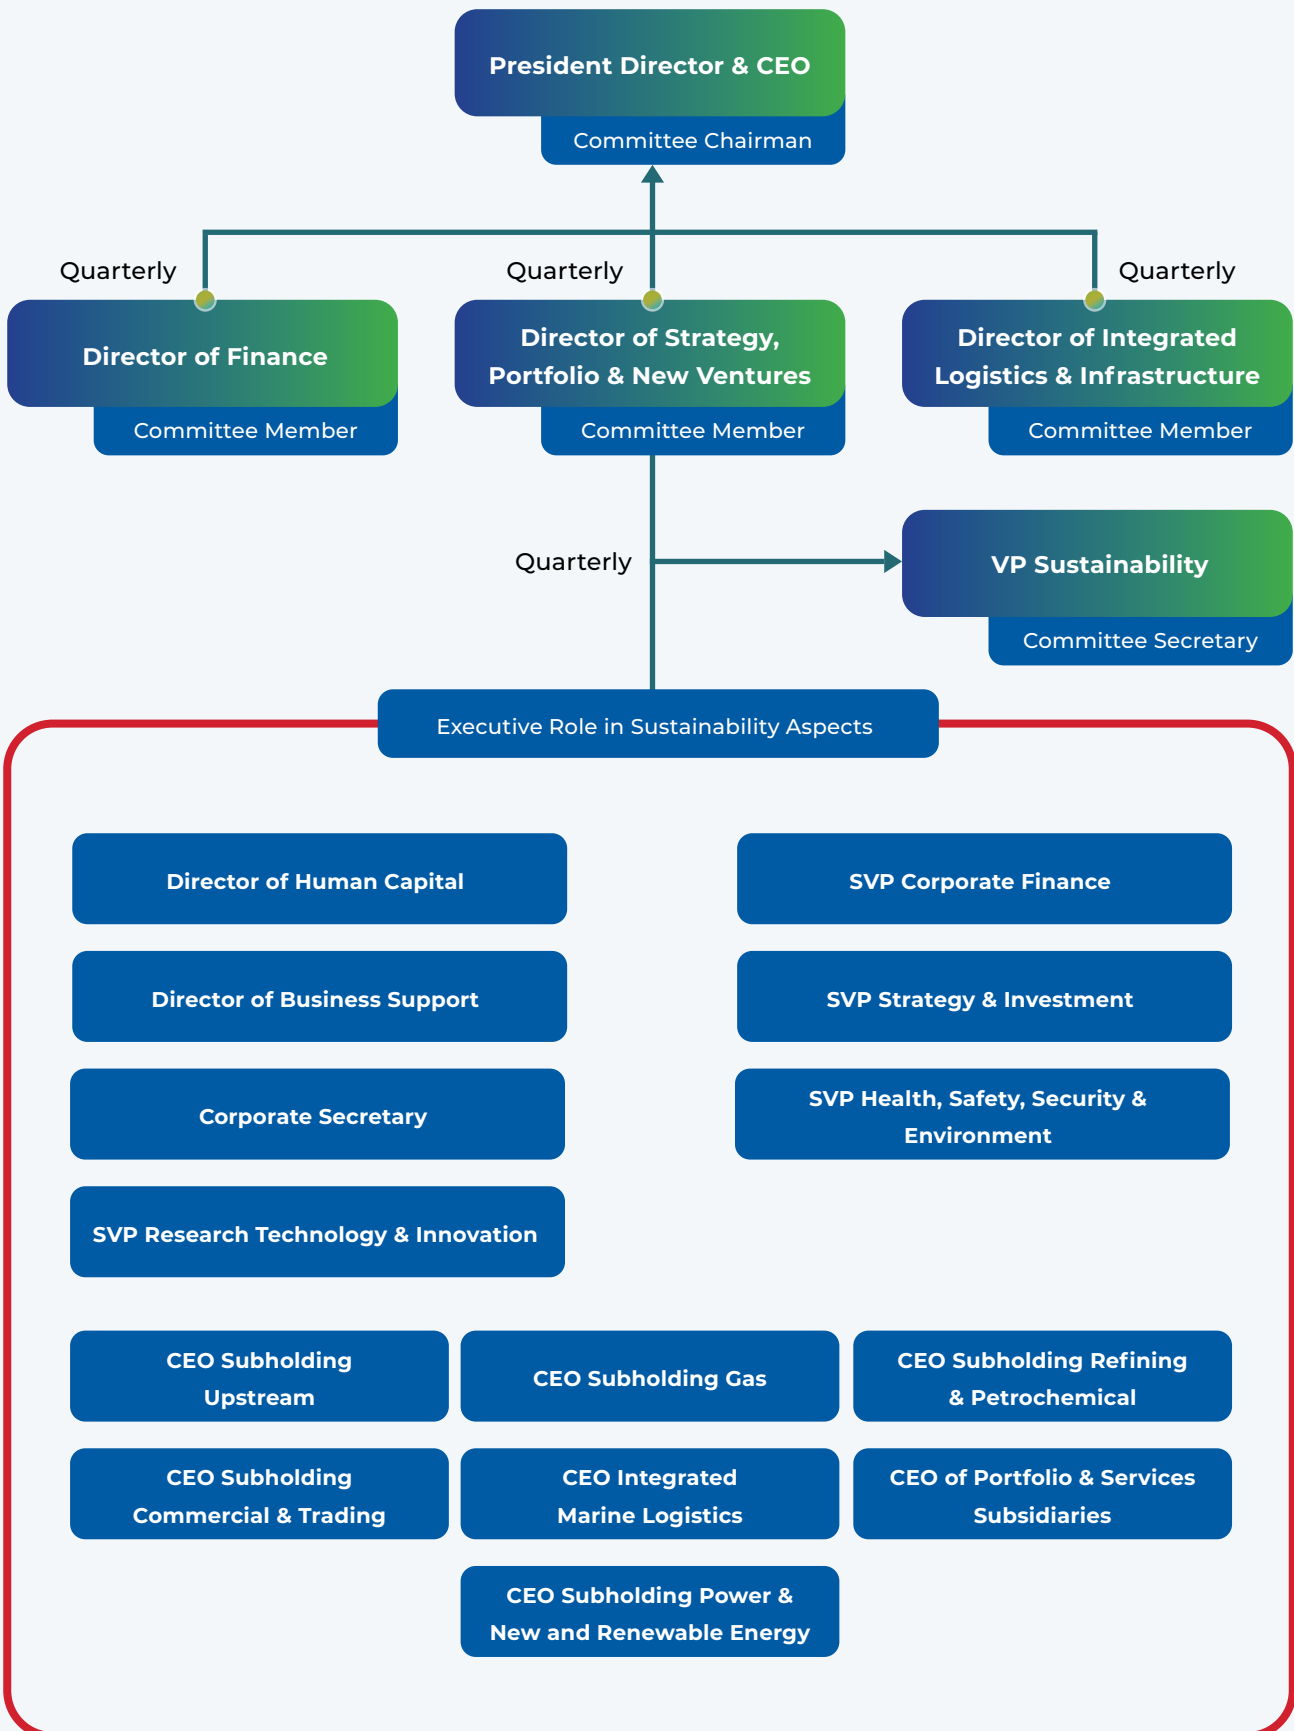 President Director & CEO
Committee Chairman
Quarterly
Quarterly
Quarterly
Director of Finance
Committee Member
Director of Strategy,
Portfolio & New Ventures
Committee Member
Director of Integrated
Logistics & Infrastructure
Committee Member
Quarterly
VP Sustainability
Committee Secretary
Executive Role in Sustainability Aspects
Director of Human Capital
SVP Corporate Finance
Director of Business Support
SVP Strategy & Investment
Corporate Secretary
SVP Health, Safety, Security &
Environment
SVP Research Technology & Innovation
CEO Subholding
Upstream
CEO Subholding Gas
CEO Subholding Refining
& Petrochemical
CEO Subholding
Commercial & Trading
CEO Integrated
Marine Logistics
CEO of Portfolio & Services
Subsidiaries
CEO Subholding Power &
New and Renewable Energy